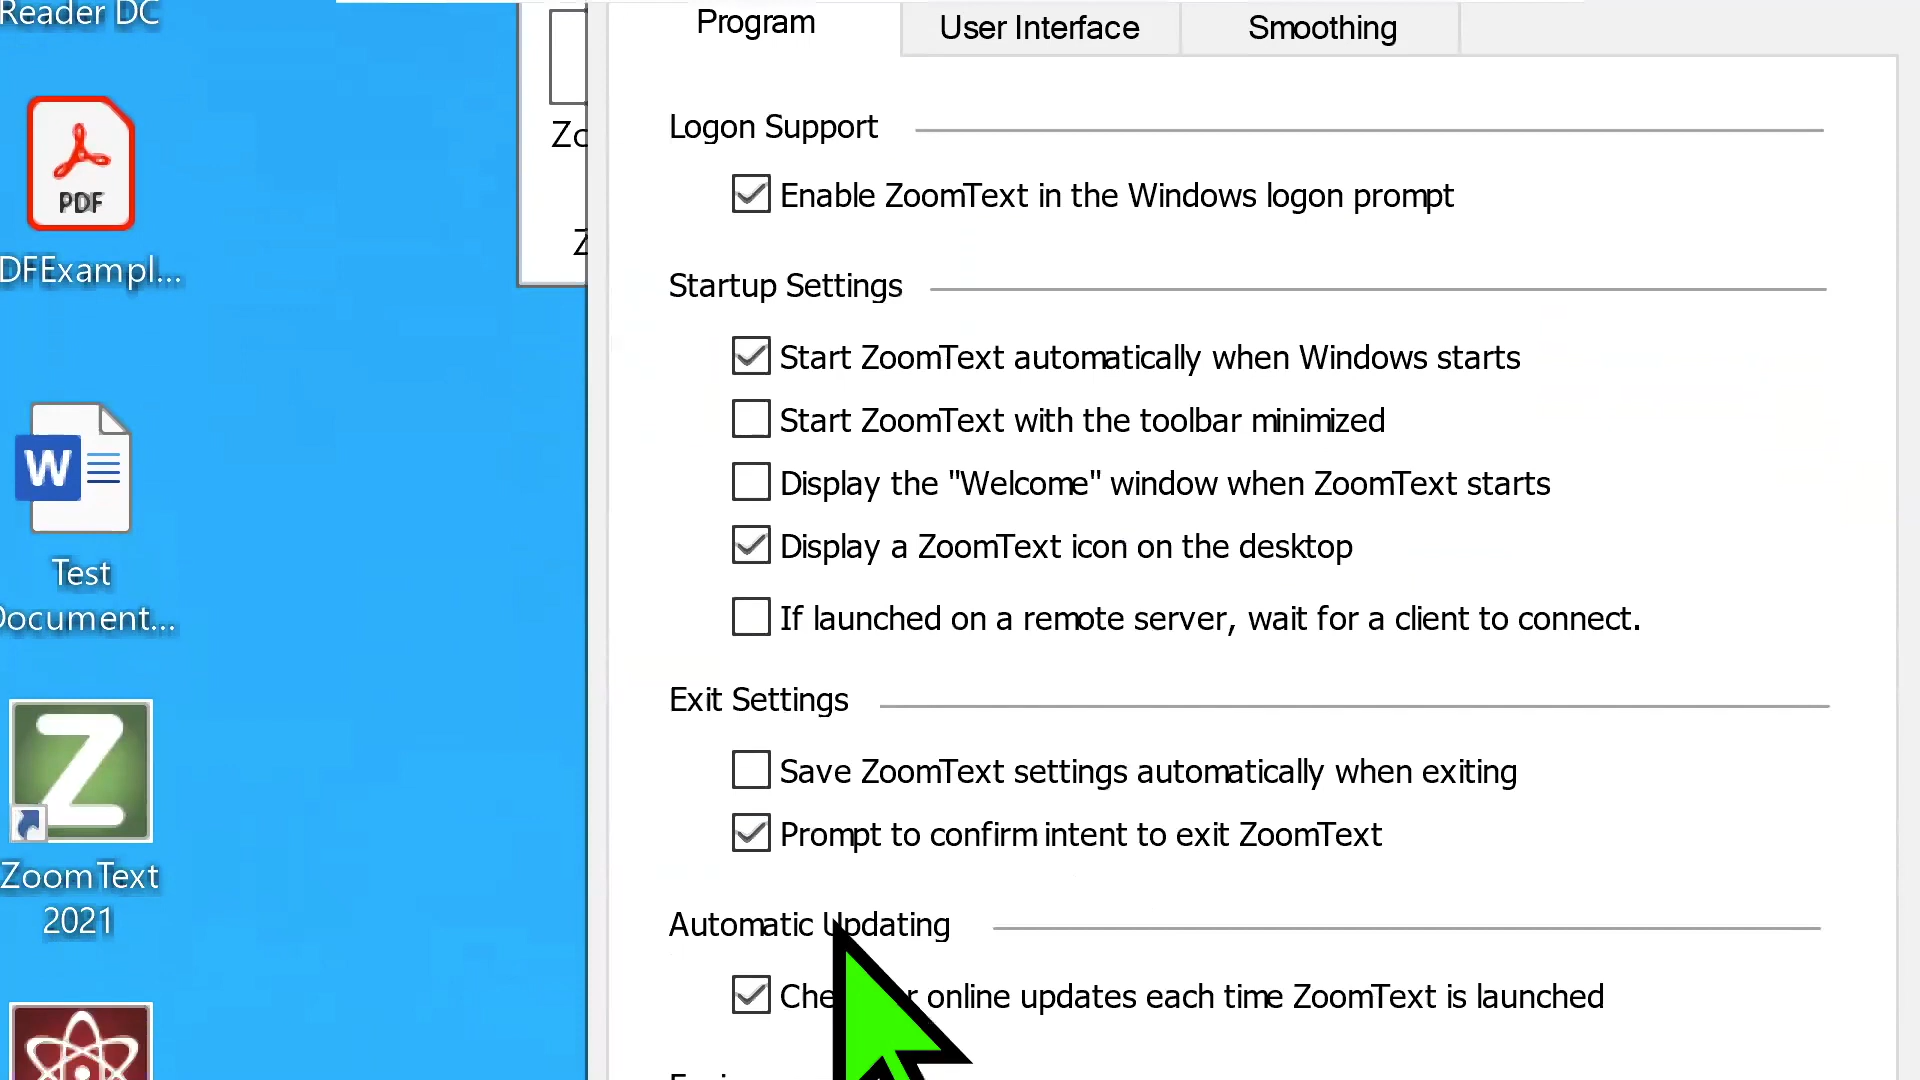 Reader DC
PDF
DFExampl...
Test
Document...
ZoomText
2021
Zo
Z
Program
User Interface
Smoothing
Logon Support
Enable ZoomText in the Windows logon prompt
Startup Settings
Start ZoomText automatically when Windows starts
Start ZoomText with the toolbar minimized
Display the "Welcome" window when ZoomText starts
Display a ZoomText icon on the desktop
If launched on a remote server, wait for a client to connect.
Exit Settings
Save ZoomText settings automatically when exiting
Prompt to confirm intent to exit ZoomText
Automatic Updating
online updates each time ZoomText is launched